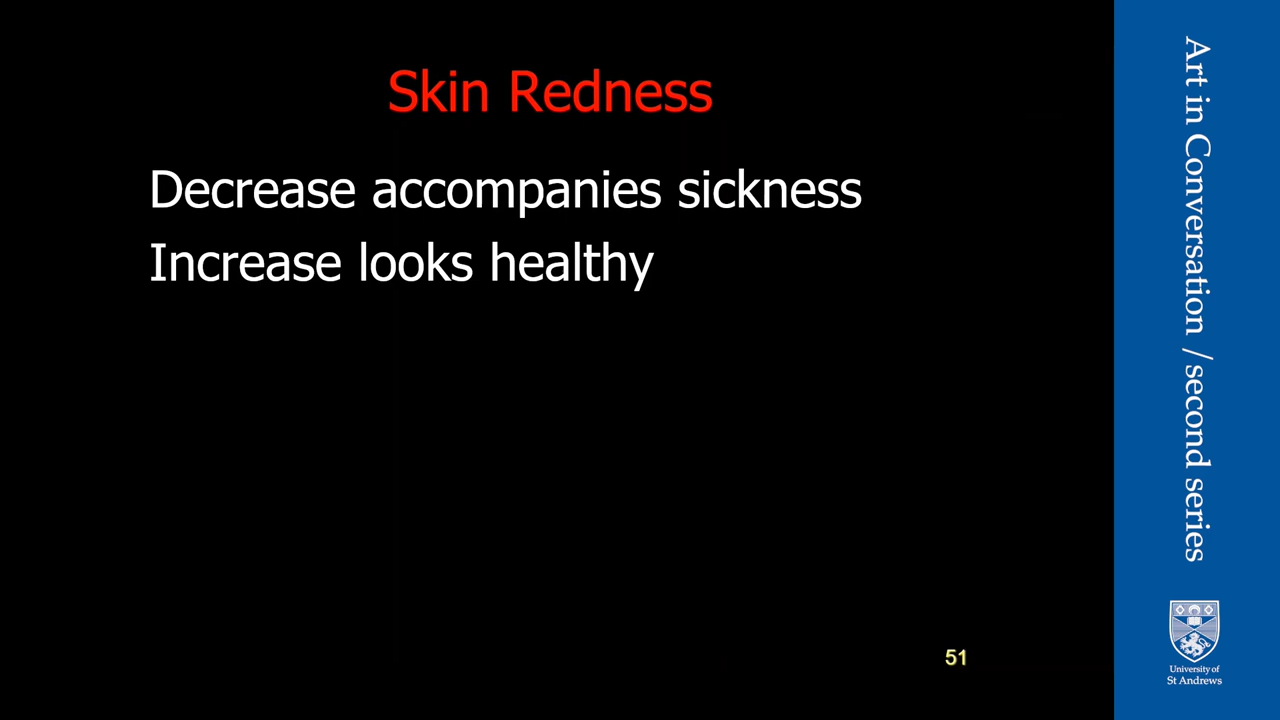 Skin Redness
Decrease accompanies sickness
Increase looks healthy
51
Art in Conversation / second series
University of
St Andrews